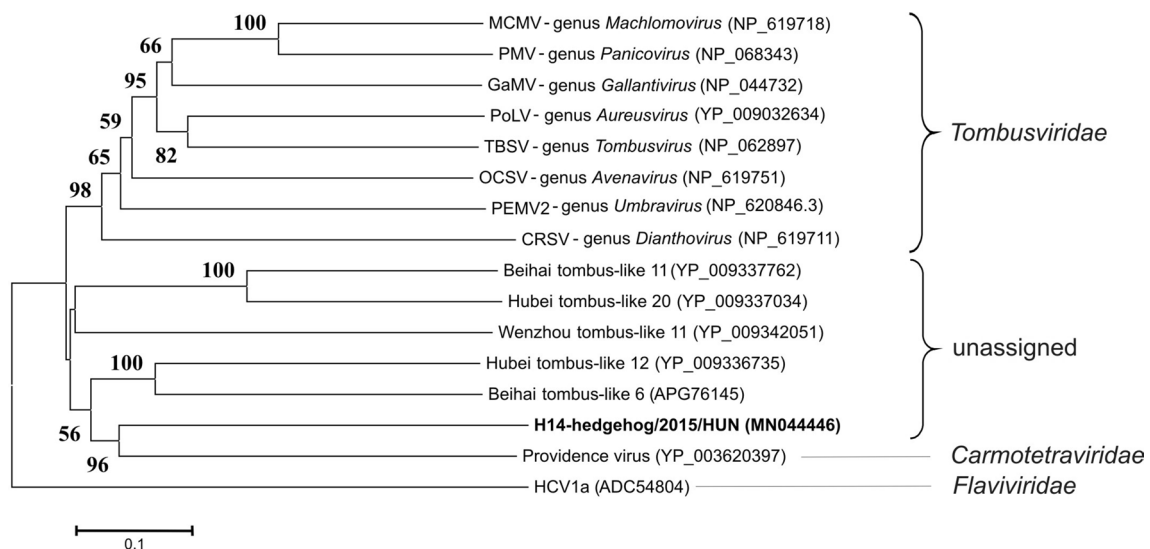 100
MCMV - genus Machlomovirus (NP_619718)
66
PMV - genus Panicovirus (NP_068343)
95
GaMV - genus Gallantivirus (NP_044732)
59
PoLV - genus Aureusvirus (YP_009032634)
Tombusviridae
82
TBSV - genus Tombusvirus (NP_062897)
65
OCSV - genus Avenavirus (NP_619751)
98
PEMV2 - genus Umbravirus (NP_620846.3)
CRSV - genus Dianthovirus (NP_619711)
100
Beihai tombus-like 11 (YP_009337762)
Hubei tombus-like 20 (YP_009337034)
Wenzhou tombus-like 11 (YP_009342051)
unassigned
100
Hubei tombus-like 12 (YP_009336735)
Beihai tombus-like 6 (APG76145)
56
H14-hedgehog/2015/HUN (MN044446)
96
Providence virus (YP_003620397)
Carmotetraviridae
HCV1a (ADC54804)
Flaviviridae
0.1